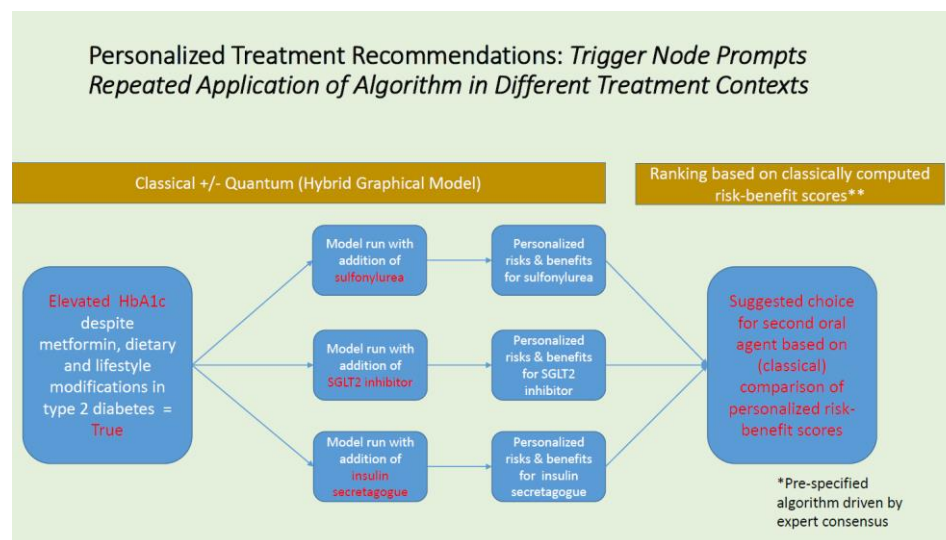 Personalized Treatment Recommendations: Trigger Node Prompts
Repeated Application of Algorithm in Different Treatment Contexts
Classical +/- Quantum (Hybrid Graphical Model)
Ranking based on classically computed
risk-benefit scores**
Elevated HbA1c
despite
metformin, dietary
and lifestyle
modifications in
type 2 diabetes =
True
Model run with
addition of
sulfonylurea
Personalized
risks & benefits
for sulfonylurea
Model run with
addition of
SGLT2 inhibitor
Personalized
risks & benefits
for SGLT2
inhibitor
Model run with
addition of
insulin
secretagogue
Personalized
risks & benefits
for insulin
secretagogue
Suggested choice
for second oral
agent based on
(classical)
comparison of
personalized risk-
benefit scores
*Pre-specified
algorithm driven by
expert consensus